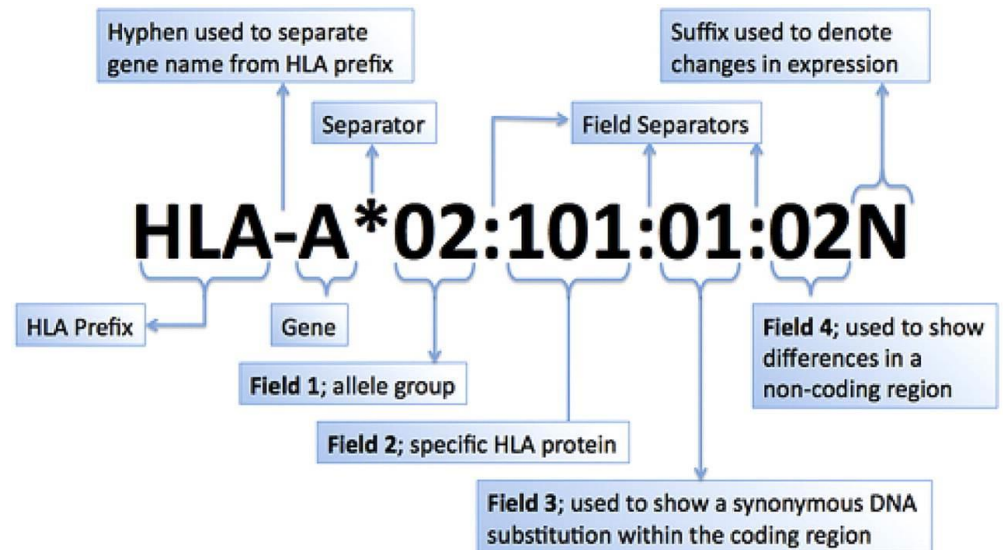 Hyphen used to separate
gene name from HLA prefix
Suffix used to denote
changes in expression
Separator
Field Separators
HLA-A*02:101:01:02N
HLA Prefix
Gene
Field 1; allele group
Field 2; specific HLA protein
Field 3; used to show a synonymous DNA
substitution within the coding region
Field 4; used to show
differences in a
non-coding region